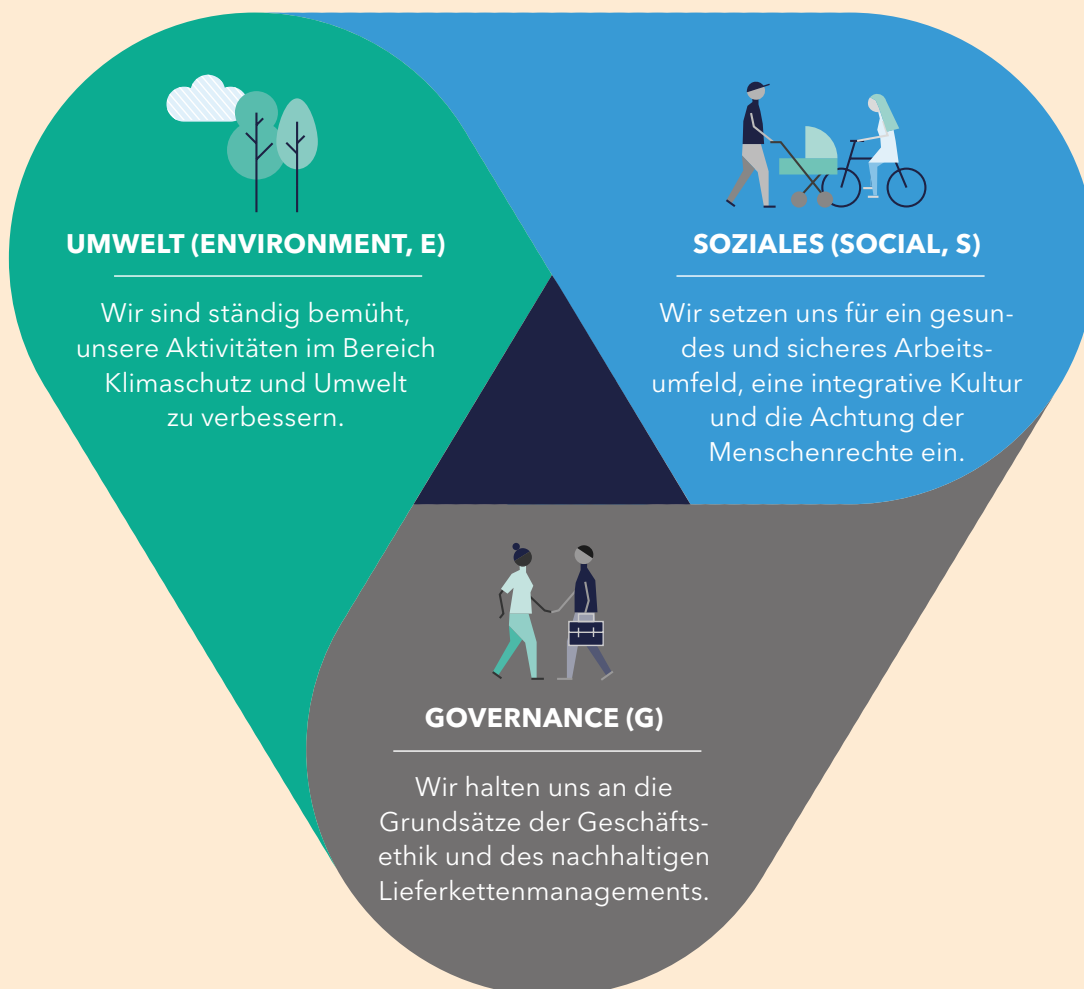 UMWELT (ENVIRONMENT, E)
Wir sind ständig bemüht,
unsere Aktivitäten im Bereich
Klimaschutz und Umwelt
zu verbessern.
SOZIALES (SOCIAL, S)
Wir setzen uns für ein gesun-
des und sicheres Arbeits-
umfeld, eine integrative Kultur
und die Achtung der
Menschenrechte ein.
GOVERNANCE (G)
Wir halten uns an die
Grundsätze der Geschäfts-
ethik und des nachhaltigen
Lieferkettenmanagements.